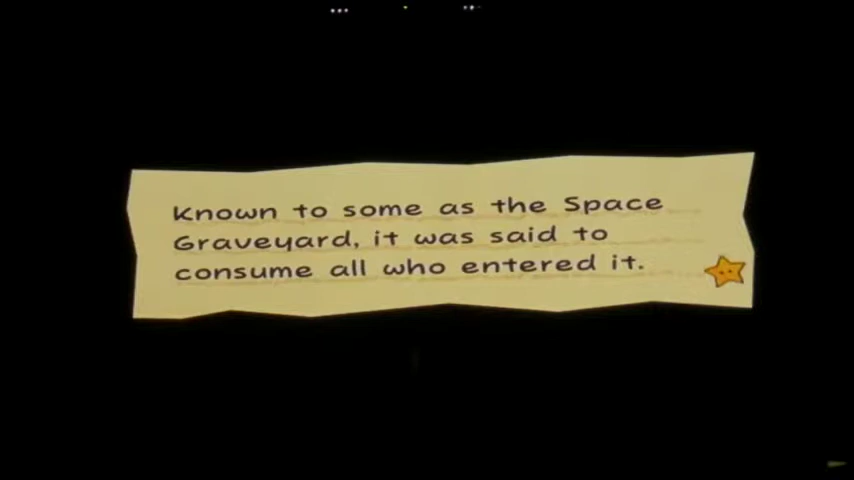 Known to some as the Space
Graveyard, it was said to
consume all who entered it.